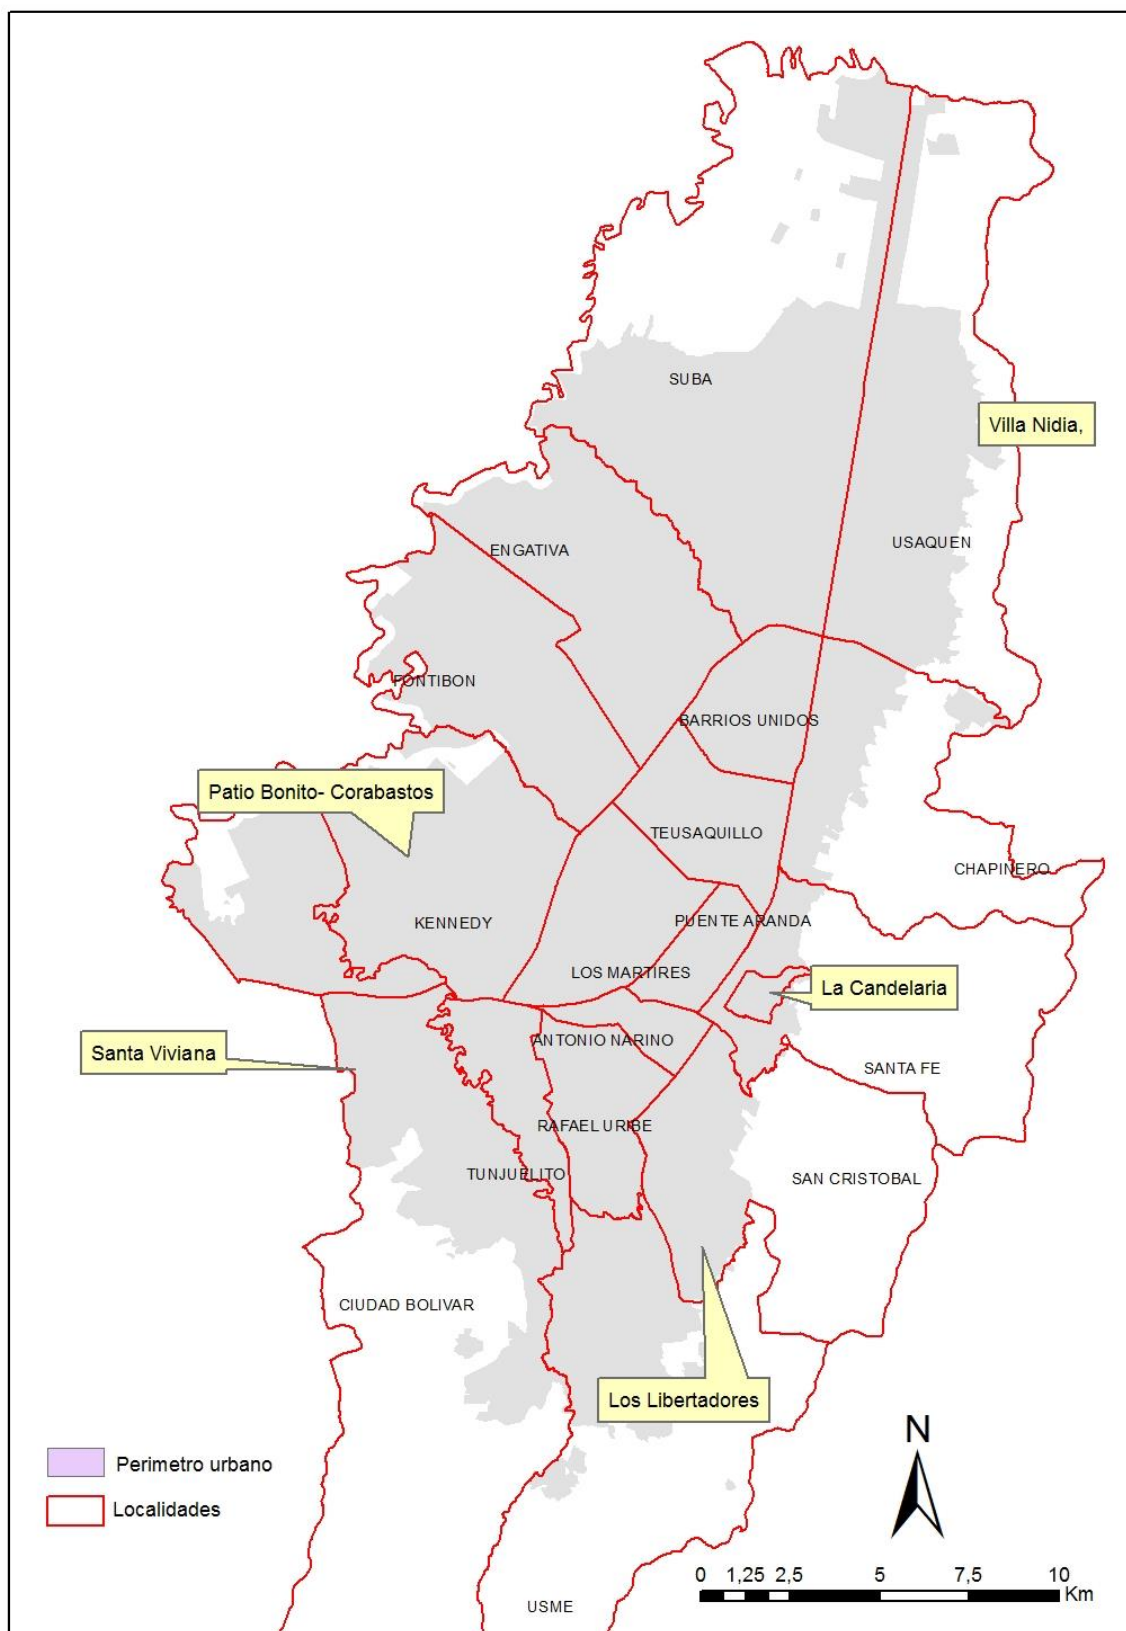 SUBA
Villa Nidia,
USAQUEN
ENGATIVA
FONTIBON
BARRIOS UNIDOS
Patio Bonito- Corabastos
TEUSAQUILLO
CHAPINERO
KENNEDY
PUENTE ARANDA
LOS MARTIRES
La Candelaria
ANTONIO NARINO
Santa Viviana
SANTA FE
RAFAEL URIBE
TUNJUELITO
SAN CRISTOBAL
CIUDAD BOLIVAR
Los Libertadores
N
Perimetro urbano
Localidades
0 1,25 2,5 5 7,5 10
Km
USME